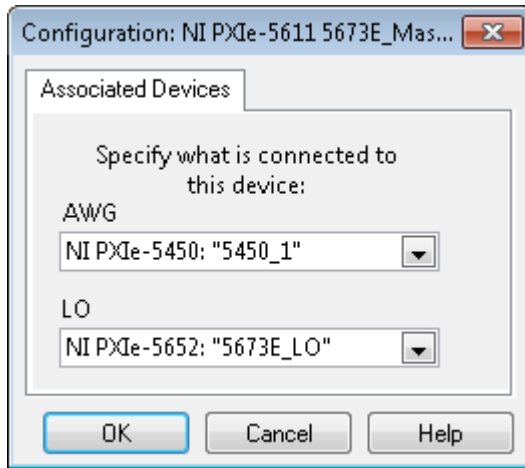 Configuration: NI PXIe-5611 5673E_Mas...
Associated Devices
Specify what is connected to
this device:
AWG
NI PXIe-5450: "5450_1"
LO
NI PXIe-5652: "5673E_LO"
OK
Cancel
Help